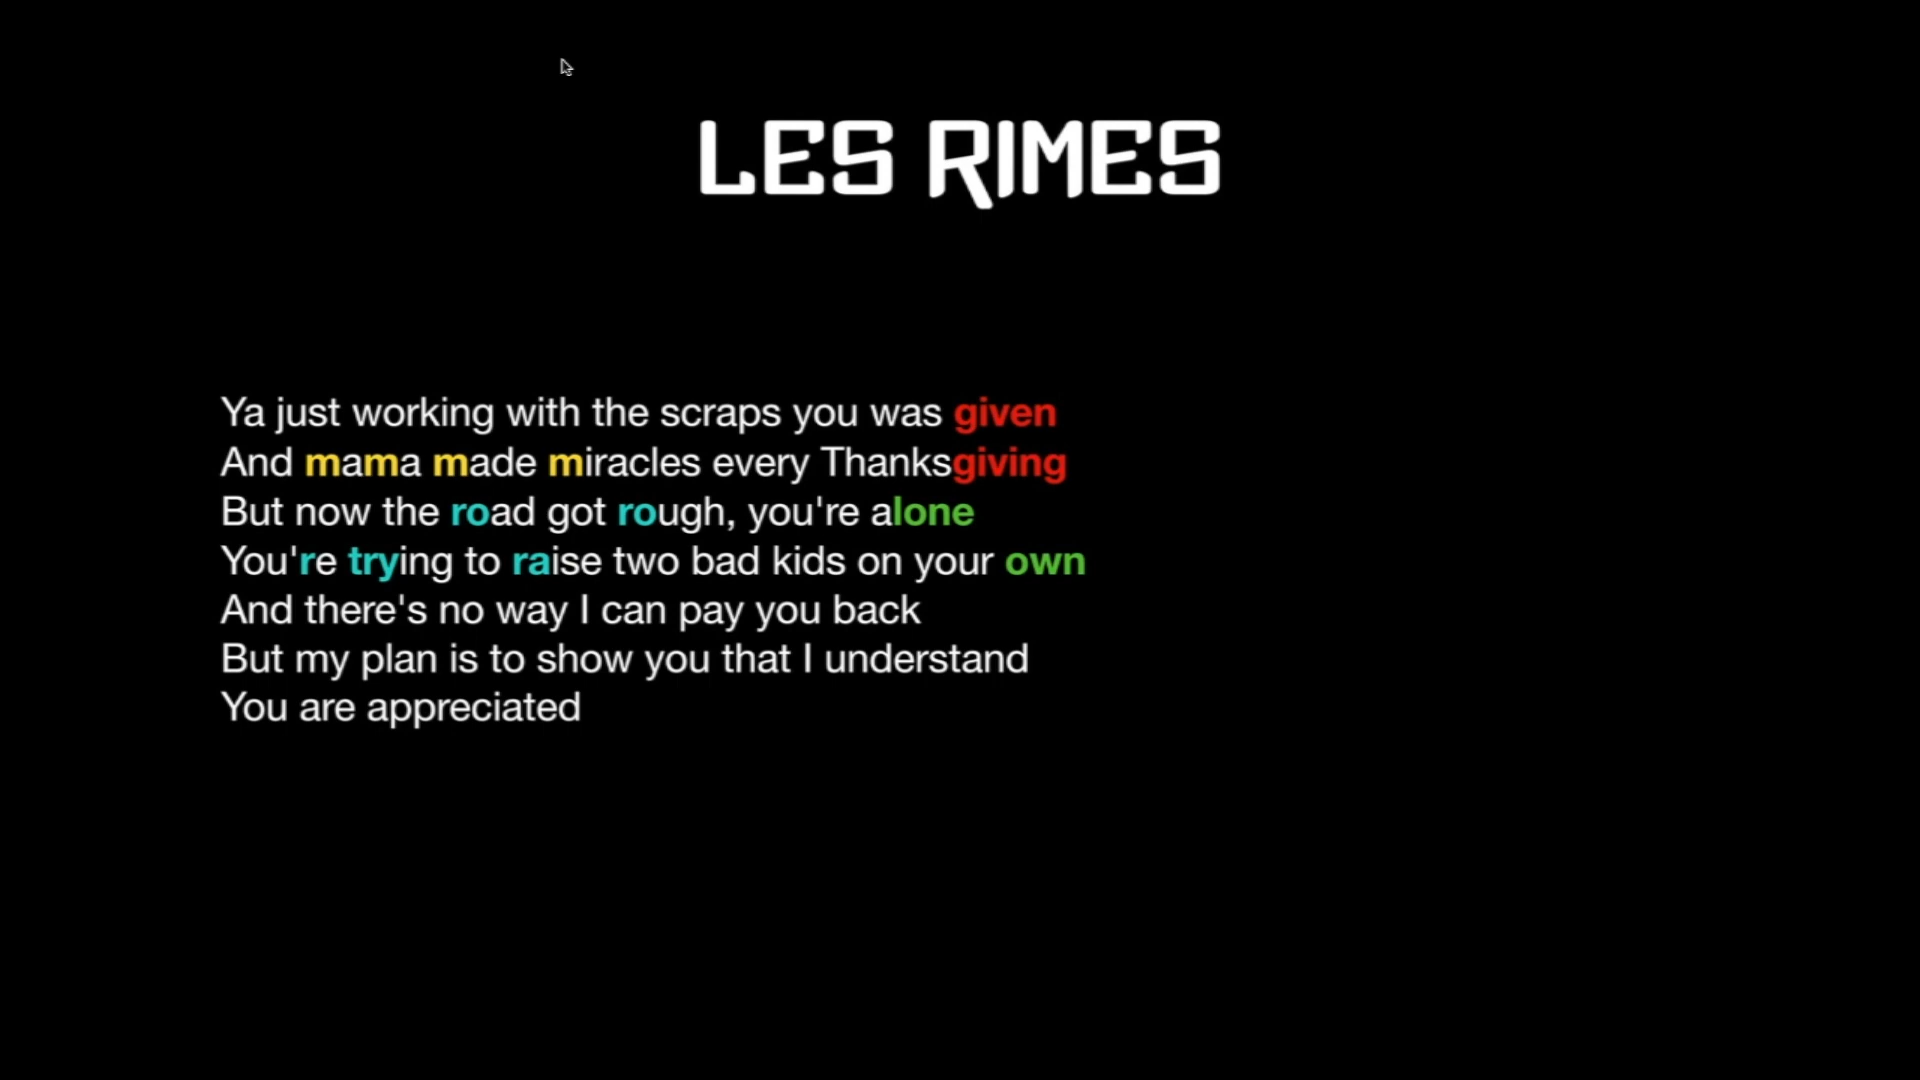 LES RIMES
Ya just working with the scraps you was given
And mama made miracles every Thanksgiving
But now the road got rough, you're alone
You're trying to raise two bad kids on your own
And there's no way I can pay you back
But my plan is to show you that I understand
You are appreciated